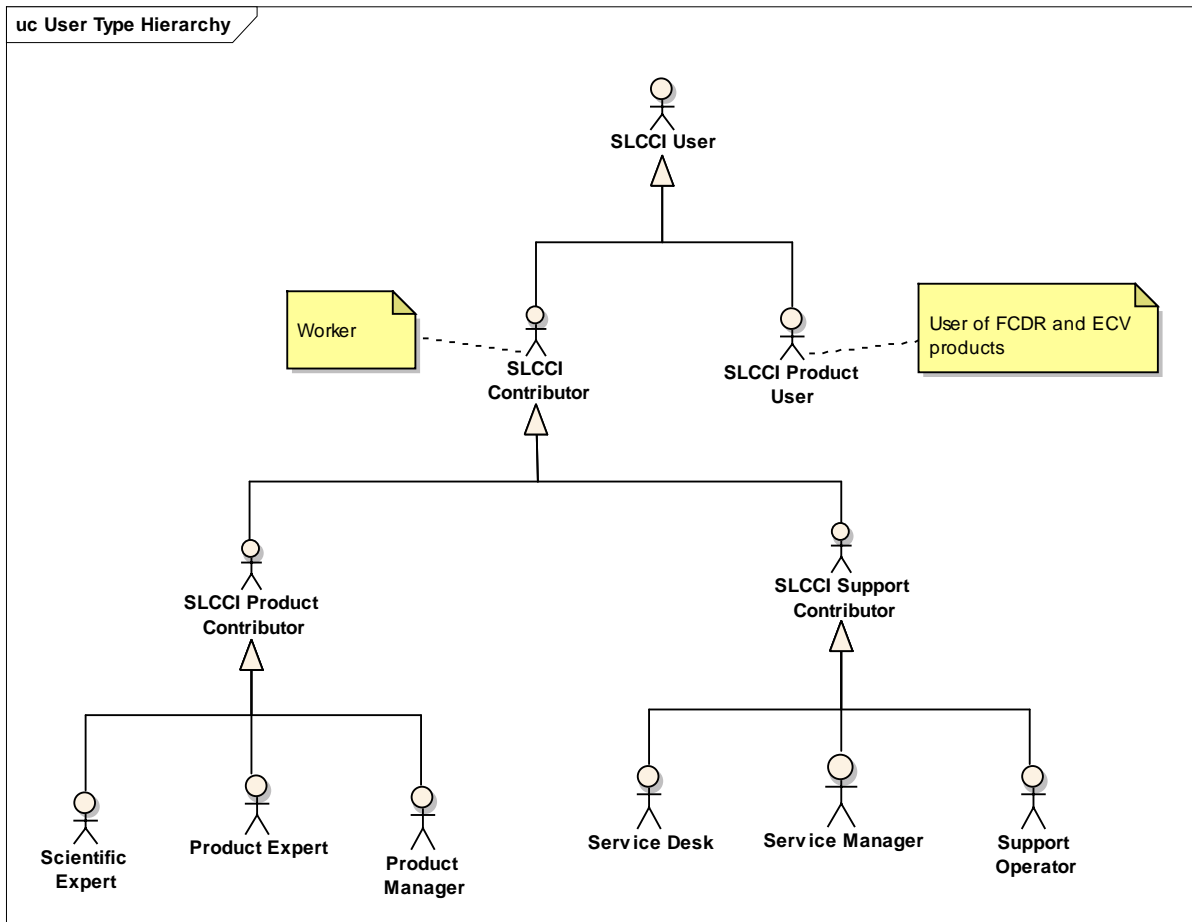 uc User Type Hierarchy
SLCCI User
Worker
User of FCDR and ECV
products
SLCCI
Contributor
SLCCI Product
User
SLCCI Product
Contributor
SLCCI Support
Contributor
Scientific
Expert
Product Expert
Product
Manager
Service Desk
Service Manager
Support
Operator